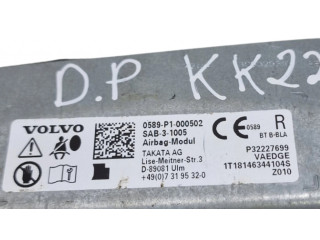 D.P KK22
VOLVO
0589-P1-000502
SAB-3-1005
Airbag-Modul
TAKATA AG
Lise-Meitner-Str.3
D-89081 Ulm
+49(0)7 31 95 32-0
CE 0589 R
BT B-BLA
P32227699
VAEDGE
1T18146344104S
Z010